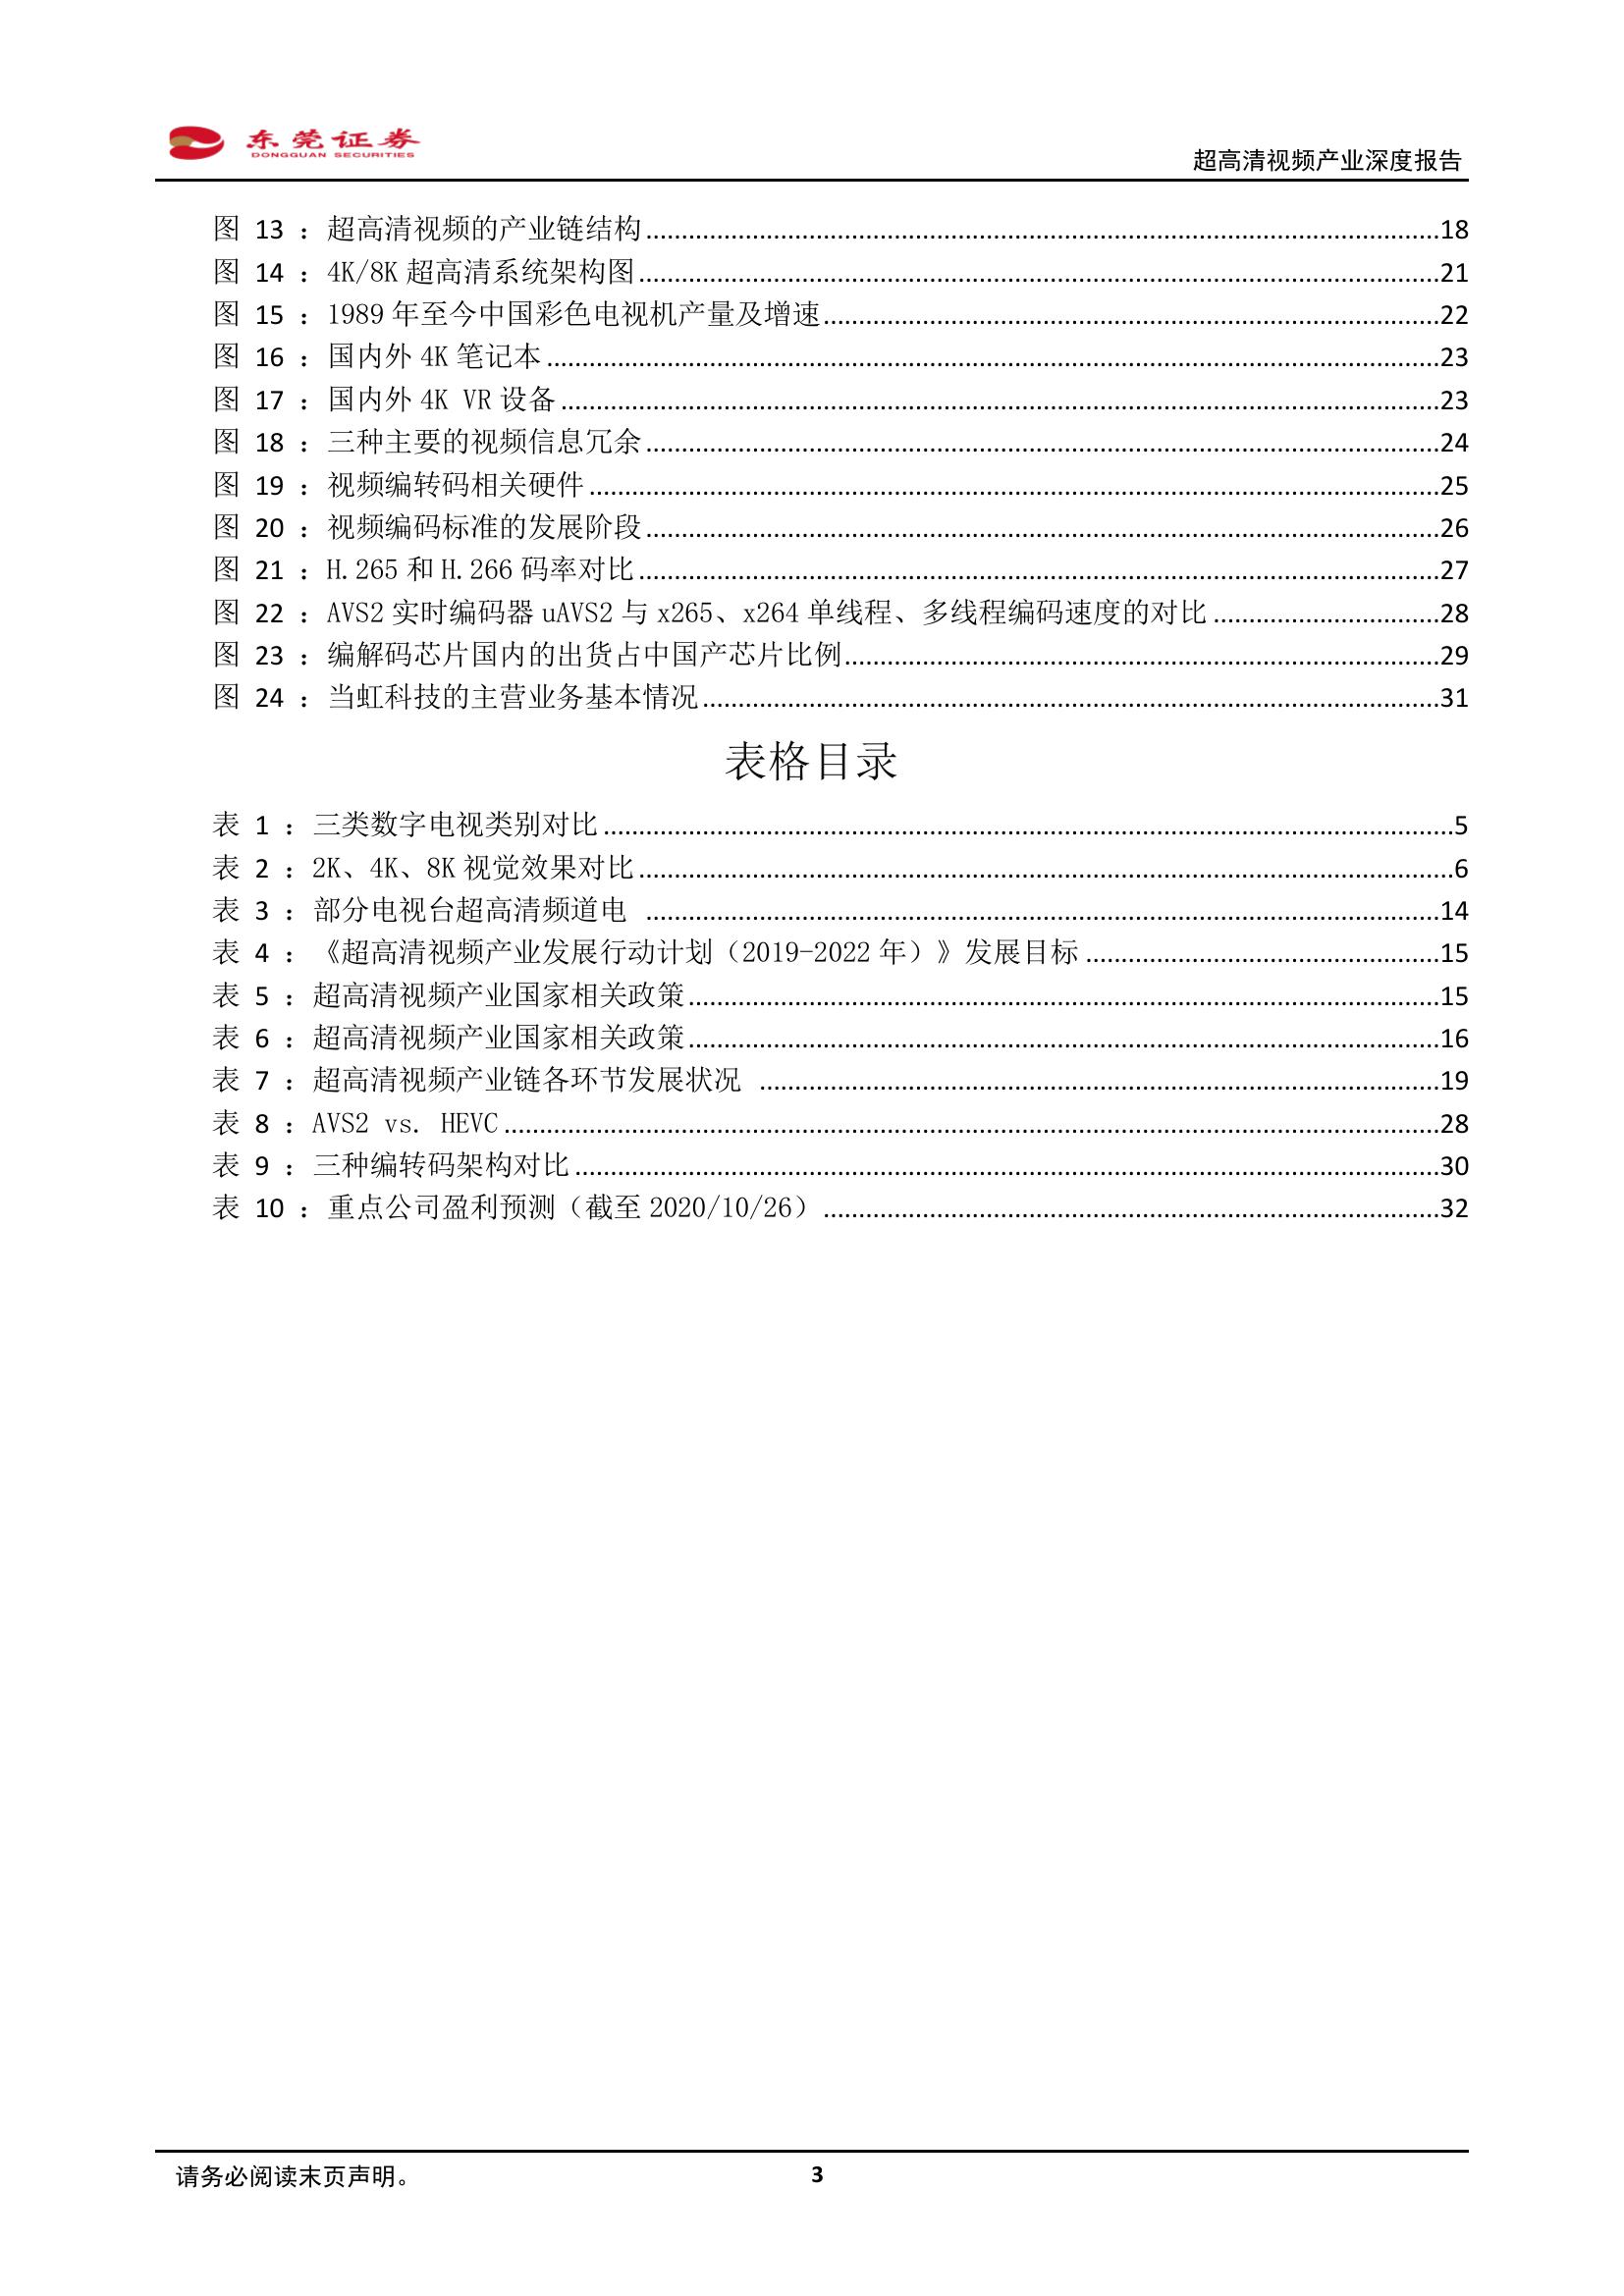 东莞证券
DONGGUAN SECURITIES
超高清视频产业深度报告
图 13 ：超高清视频的产业链结构........................18
图 14 ：4K/8K 超高清系统架构图........................21
图 15 ：1989 年至今中国彩色电视机产量及增速........................22
图 16 ：国内外 4K 笔记本........................23
图 17 ：国内外 4K VR 设备........................23
图 18 ：三种主要的视频信息冗余........................24
图 19 ：视频编转码相关硬件........................25
图 20 ：视频编码标准的发展阶段........................26
图 21 ：H.265 和 H.266 码率对比........................27
图 22 ：AVS2 实时编码器 uAVS2 与 x265、x264 单线程、多线程编码速度的对比........................28
图 23 ：编解码芯片国内的出货占中国产芯片比例........................29
图 24 ：当虹科技的主营业务基本情况........................31
表格目录
表 1 ：三类数字电视类别对比........................5
表 2 ：2K、4K、8K 视觉效果对比........................6
表 3 ：部分电视台超高清频道电 ........................14
表 4 ：《超高清视频产业发展行动计划（2019-2022 年）》发展目标........................15
表 5 ：超高清视频产业国家相关政策........................15
表 6 ：超高清视频产业国家相关政策........................16
表 7 ：超高清视频产业链各环节发展状况 ........................19
表 8 ：AVS2 vs. HEVC........................28
表 9 ：三种编转码架构对比........................30
表 10 ：重点公司盈利预测（截至 2020/10/26）........................32
请务必阅读末页声明。
3